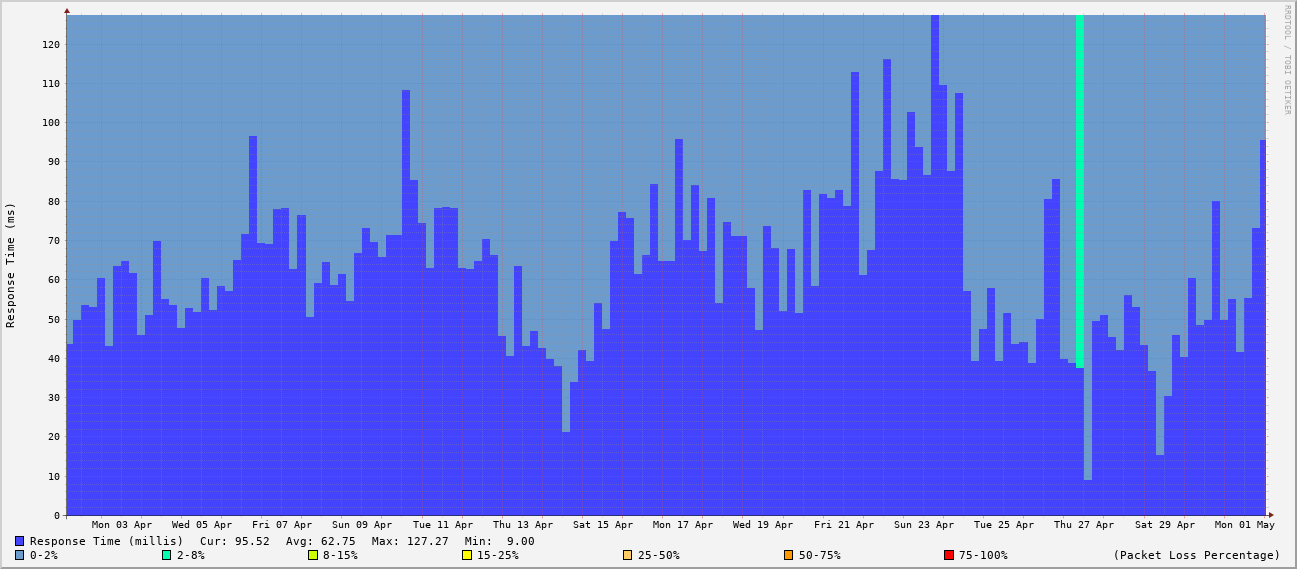 RRDTOOL / TOBI OETIKER
Response Time (ms)
120
110
100
90
80
70
60
50
40
30
20
10
0
Mon 03 Apr Wed 05 Apr Fri 07 Apr Sun 09 Apr Tue 11 Apr Thu 13 Apr Sat 15 Apr Mon 17 Apr Wed 19 Apr Fri 21 Apr Sun 23 Apr Tue 25 Apr Thu 27 Apr Sat 29 Apr Mon 01 May
Response Time (millis) Cur: 95.52 Avg: 62.75 Max: 127.27 Min: 9.00
0-2% 2-8% 8-15% 15-25% 25-50% 50-75% 75-100% (Packet Loss Percentage)